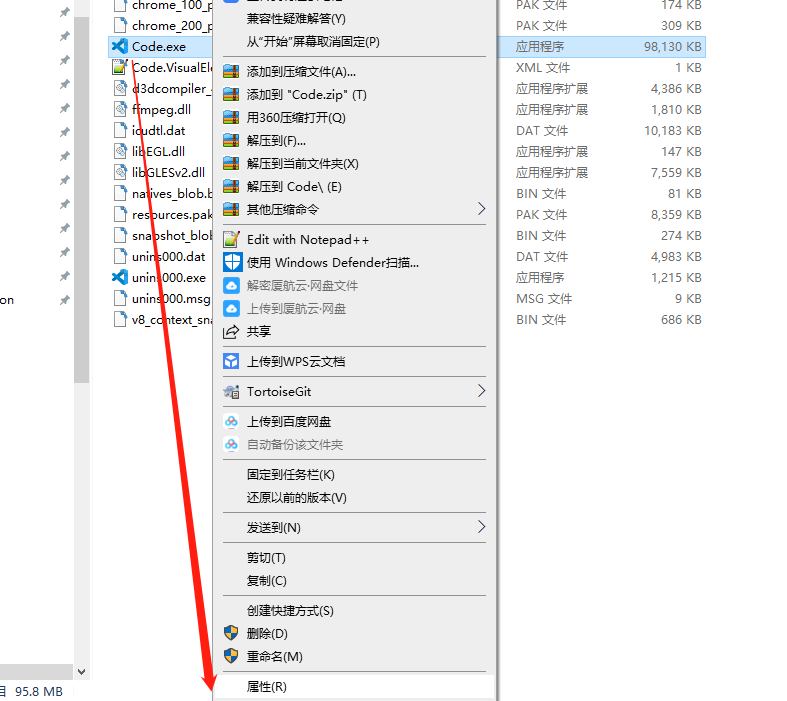 chrome_100_p
PAK 文件 174 KB
兼容性疑难解答(Y)
chrome_200_p
PAK 文件 309 KB
从“开始”屏幕取消固定(P)
Code.exe
应用程序 98,130 KB
Code.VisualEle
XML 文件 1 KB
添加到压缩文件(A)...
d3dcompiler_
应用程序扩展 4,386 KB
添加到 "Code.zip" (T)
ffmpeg.dll
应用程序扩展 1,810 KB
用360压缩打开(Q)
icudtl.dat
DAT 文件 10,183 KB
解压到(F)...
libEGL.dll
应用程序扩展 147 KB
解压到当前文件夹(X)
libGLESv2.dll
应用程序扩展 7,559 KB
解压到 Code\ (E)
natives_blob.b
BIN 文件 81 KB
其他压缩命令
resources.pak
PAK 文件 8,359 KB
snapshot_blob
BIN 文件 274 KB
Edit with Notepad++
unins000.dat
DAT 文件 4,983 KB
使用 Windows Defender扫描...
unins000.exe
应用程序 1,215 KB
解密厦航云·网盘文件
on
unins000.msg
MSG 文件 9 KB
上传到厦航云·网盘
v8_context_sna
BIN 文件 686 KB
共享
上传到WPS云文档
TortoiseGit
上传到百度网盘
自动备份该文件夹
固定到任务栏(K)
还原以前的版本(V)
发送到(N)
剪切(T)
复制(C)
创建快捷方式(S)
删除(D)
重命名(M)
属性(R)
目 95.8 MB